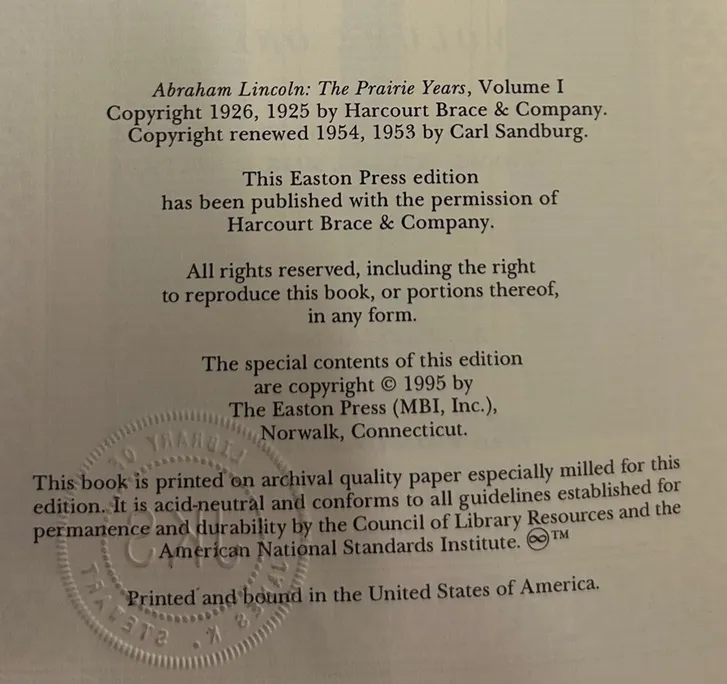 Abraham Lincoln: The Prairie Years, Volume I
Copyright 1926, 1925 by Harcourt Brace & Company.
Copyright renewed 1954, 1953 by Carl Sandburg.
This Easton Press edition
has been published with the permission of
Harcourt Brace & Company.
All rights reserved, including the right
to reproduce this book, or portions thereof,
in any form.
The special contents of this edition
are copyright © 1995 by
The Easton Press (MBI, Inc.),
Norwalk, Connecticut.
This book is printed on archival quality paper especially milled for this
edition. It is acid-neutral and conforms to all guidelines established for
permanence and durability by the Council of Library Resources and the
American National Standards Institute. ♾™
Printed and bound in the United States of America.
LIBRARY OF
JAMES K. STEWART